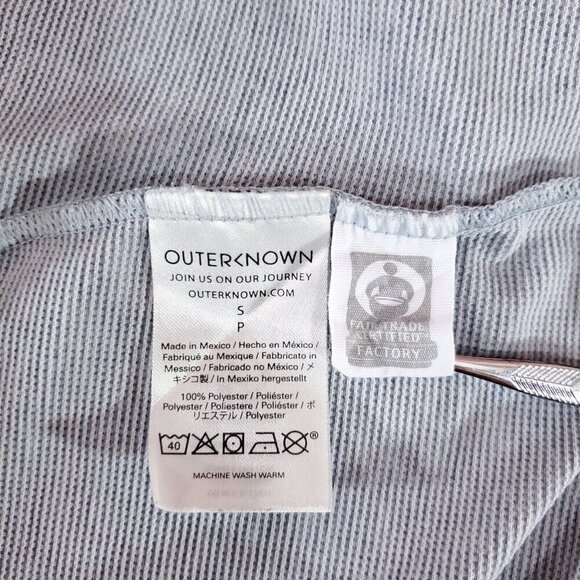 OUTERKNOWN
JOIN US ON OUR JOURNEY
OUTERKNOWN.COM
S
P
Made in Mexico / Hecho en México /
Fabriqué au Mexique / Fabbricato in
Messico / Fabricado no México / メ
キシコ製 / In Mexiko hergestellt
100% Polyester / Poliéster /
Polyester / Poliestere / Poliéster / ポ
リエステル / Polyester
40 ®
MACHINE WASH WARM
FAIR TRADE
CERTIFIED
FACTORY